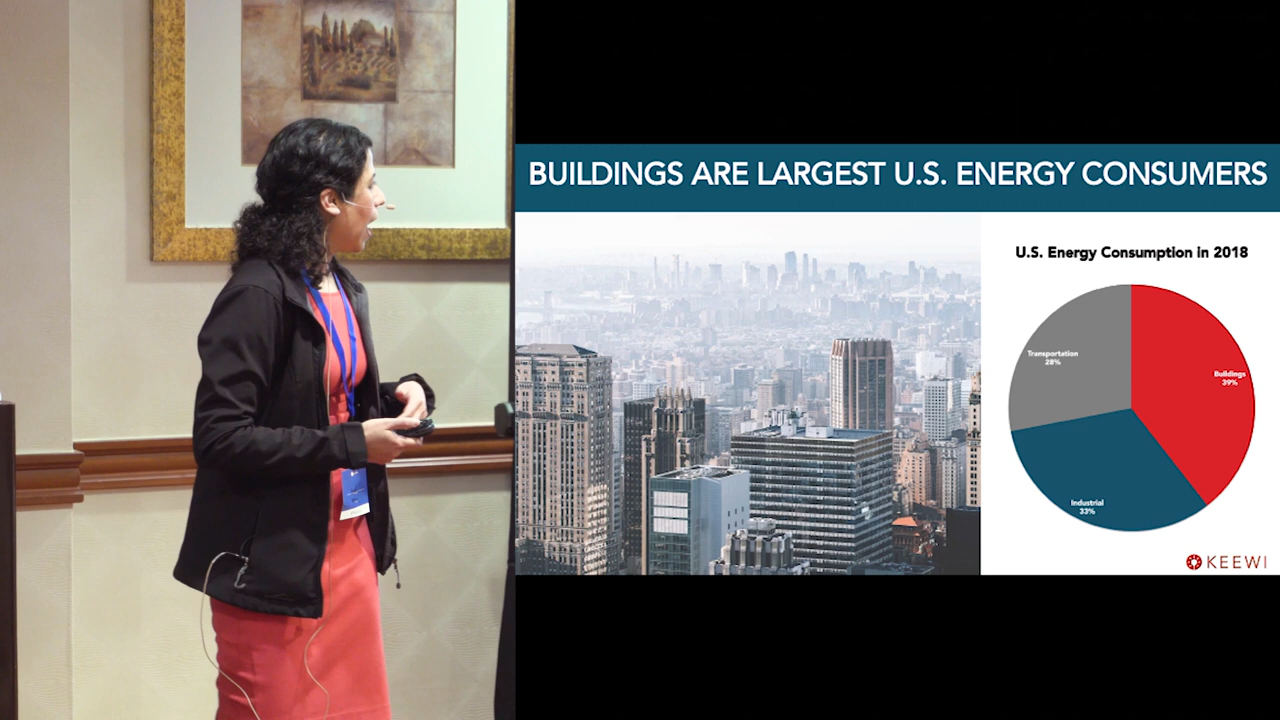 BUILDINGS ARE LARGEST U.S. ENERGY CONSUMERS
U.S. Energy Consumption in 2018
Transportation
28%
Buildings
39%
Industrial
33%
KEEWI